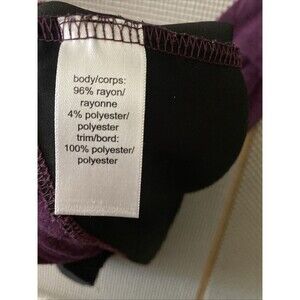 body/corps:
96% rayon/
rayonne
4% polyester/
polyester
trim/bord:
100% polyester/
polyester